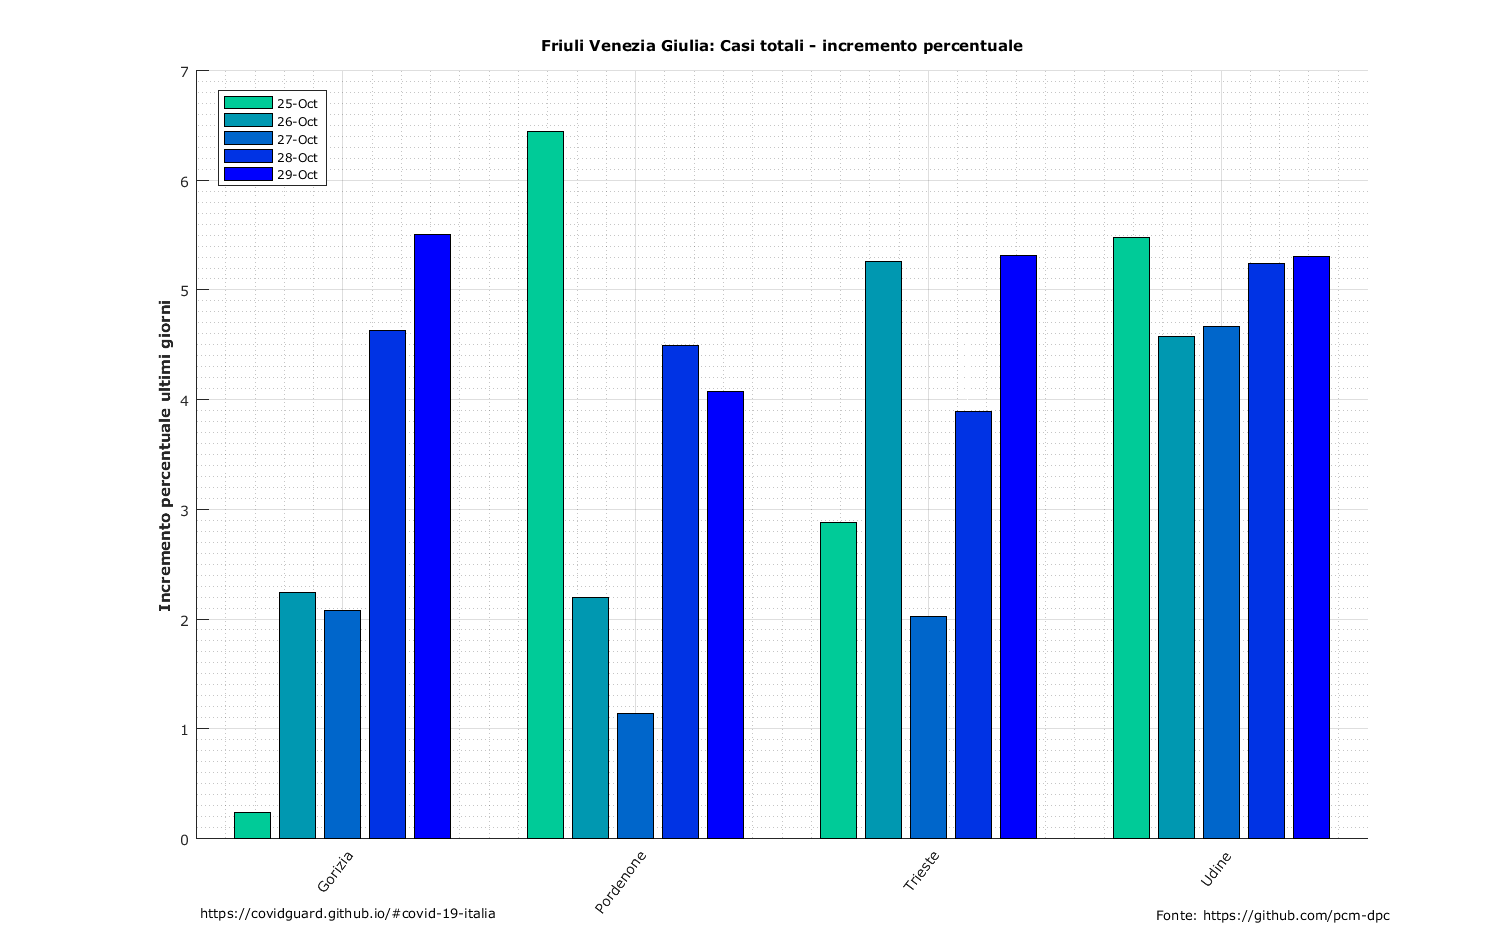 Friuli Venezia Giulia: Casi totali - incremento percentuale
7
6
5
4
3
2
1
0
25-Oct
26-Oct
27-Oct
28-Oct
29-Oct
Incremento percentuale ultimi giorni
Gorizia
Pordenone
Trieste
Udine
https://covidguard.github.io/#covid-19-italia
Fonte: https://github.com/pcm-dpc